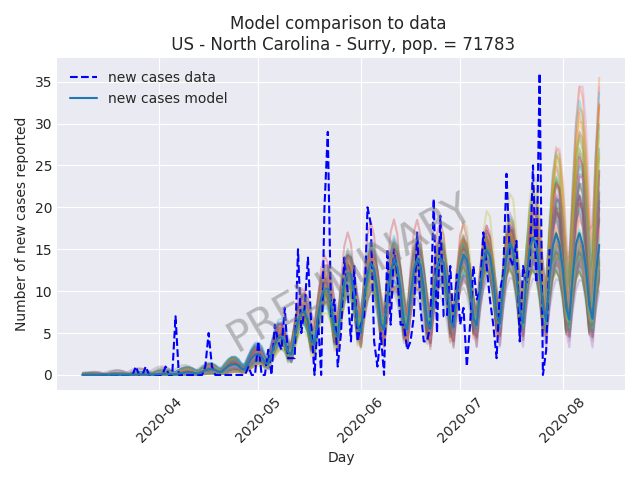 Model comparison to data
US - North Carolina - Surry, pop. = 71783
new cases data
new cases model
PRELIMINARY
Number of new cases reported
35
30
25
20
15
10
5
0
2020-04
2020-05
2020-06
2020-07
2020-08
Day